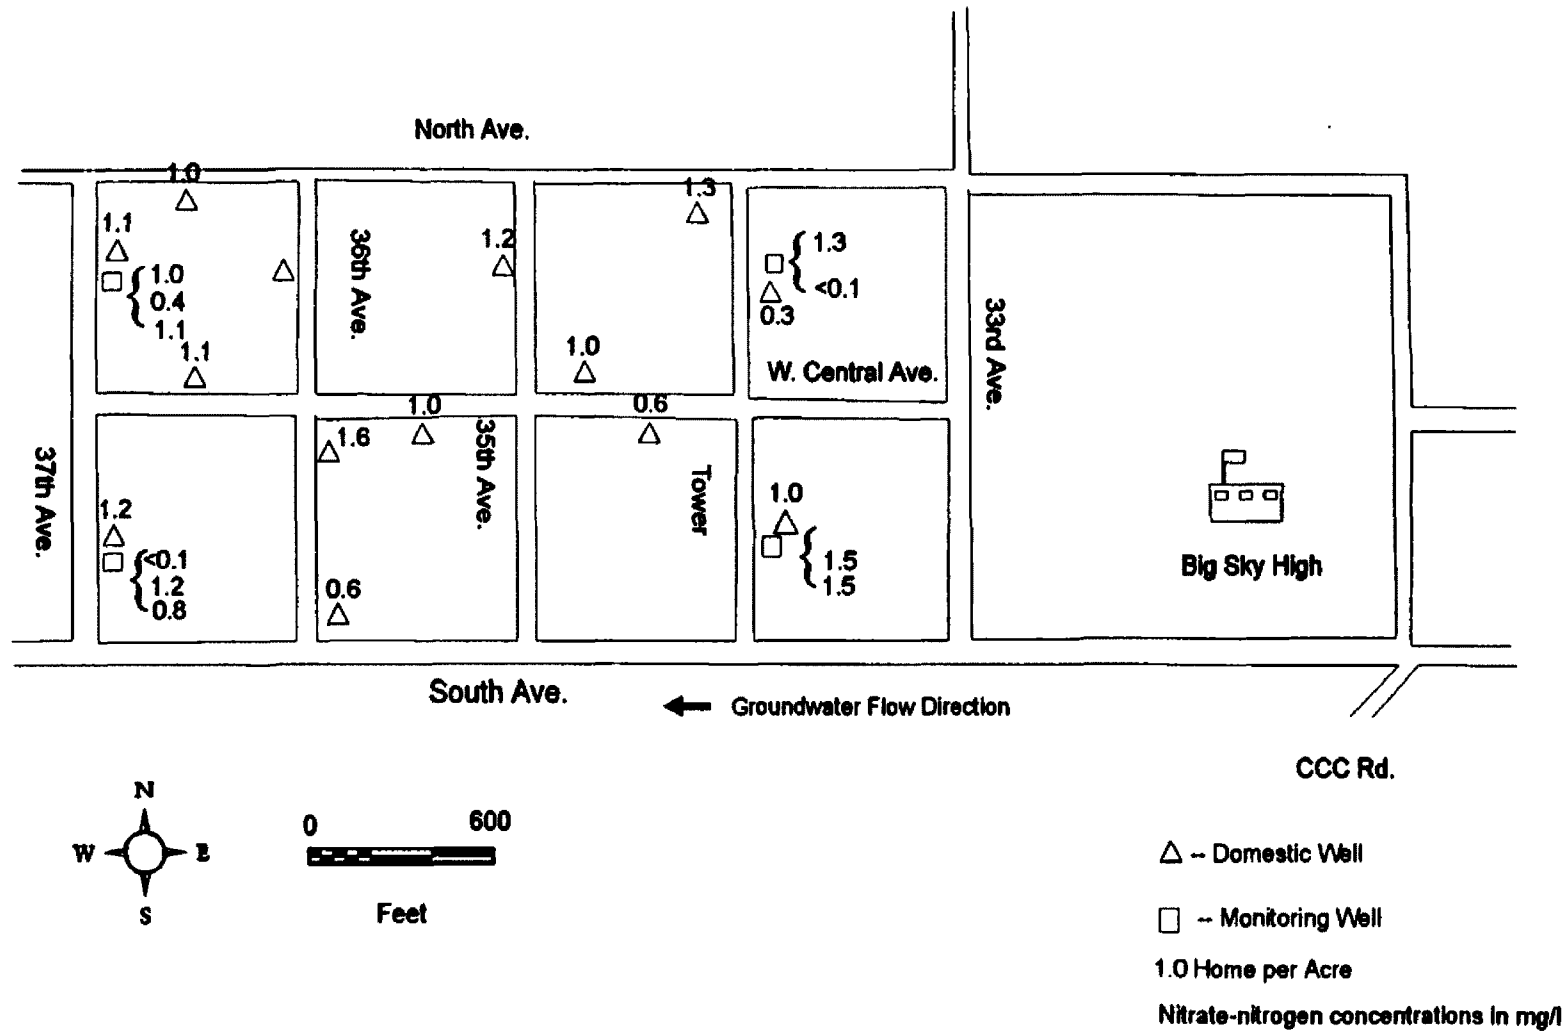 North Ave.
1.0
1.3
1.1
1.2
1.3
<0.1
0.3
1.0
0.4
1.1
1.1
36th Ave.
1.0
W. Central Ave.
33rd Ave.
1.0
0.6
1.6
35th Ave.
Tower
37th Ave.
1.2
<0.1
1.2
0.8
0.6
1.0
1.5
1.5
Big Sky High
South Ave.
Groundwater Flow Direction
CCC Rd.
N
W E
S
0 600
Feet
-- Domestic Well
-- Monitoring Well
1.0 Home per Acre
Nitrate-nitrogen concentrations in mg/l